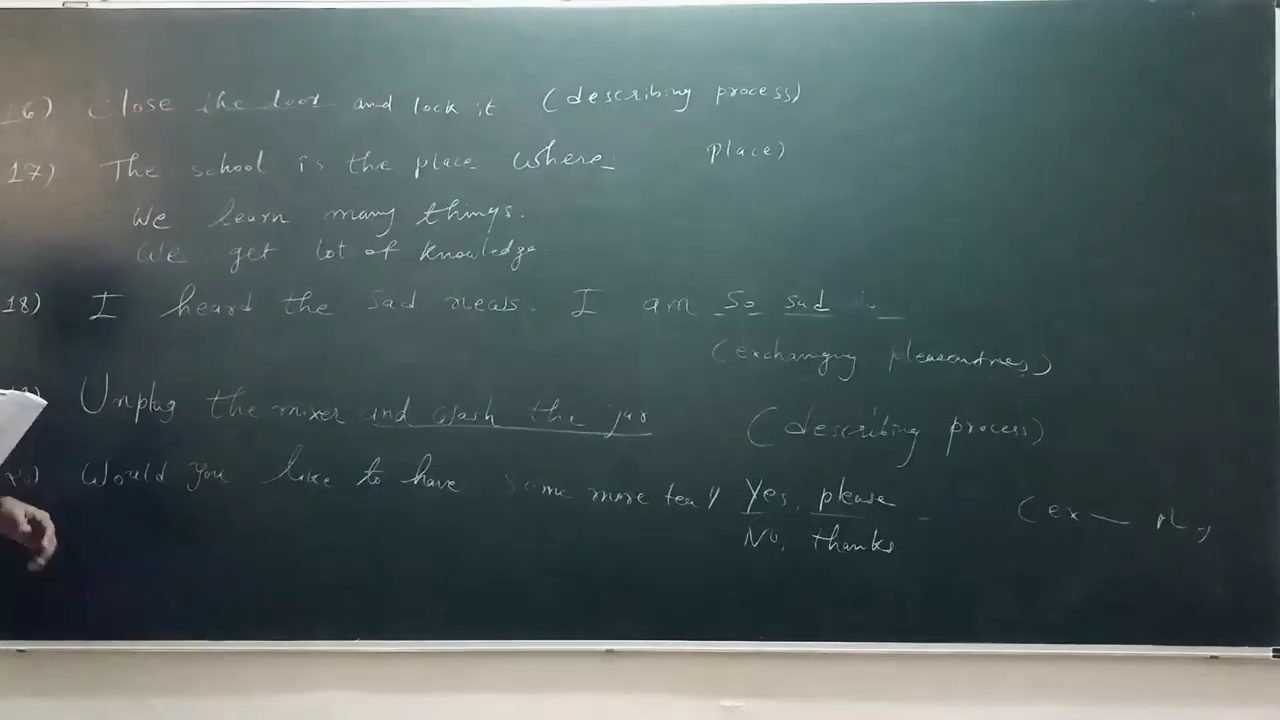 16) Close the door and lock it (describing process)
17) The school is the place where place)
We learn many things.
We get lot of knowledge
18) I heard the sad news. I am so sad
(exchanging pleasantries)
Unplug the mixer and wash the jar (describing process)
Would you like to have some more tea // Yes, please
No, thanks
(ex